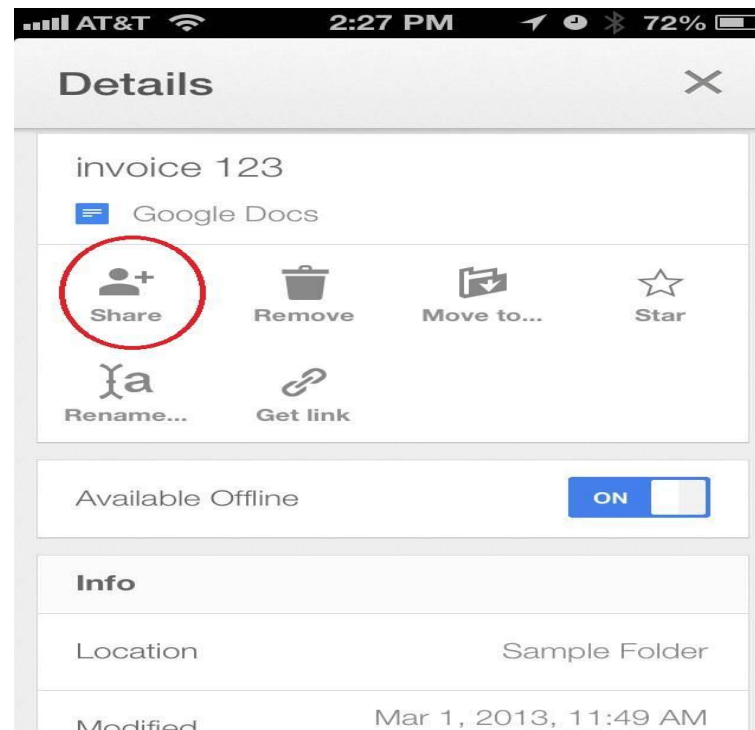 AT&T 2:27 PM 72%
Details
invoice 123
Google Docs
Share Remove Move to... Star
Rename... Get link
Available Offline ON
Info
Location Sample Folder
Modified Mar 1, 2013, 11:49 AM